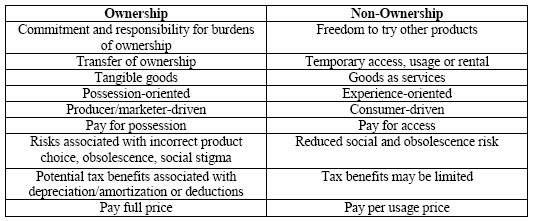 Ownership Non-Ownership
Commitment and responsibility for burdens Freedom to try other products
of ownership
Transfer of ownership Temporary access, usage or rental
Tangible goods Goods as services
Possession-oriented Experience-oriented
Producer/marketer-driven Consumer-driven
Pay for possession Pay for access
Risks associated with incorrect product Reduced social and obsolescence risk
choice, obsolescence, social stigma
Potential tax benefits associated with Tax benefits may be limited
depreciation/amortization or deductions
Pay full price Pay per usage price